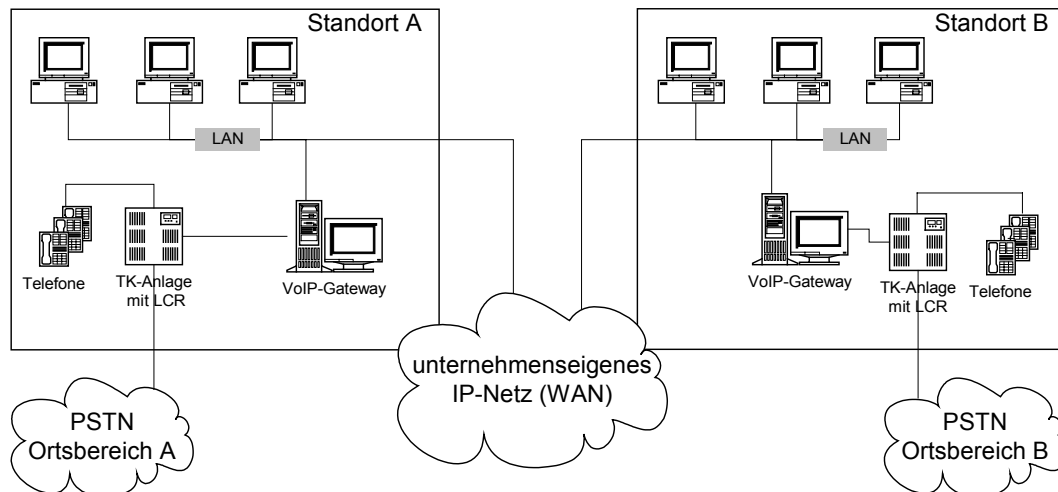 Standort A
LAN
Telefone
TK-Anlage
mit LCR
VoIP-Gateway
PSTN
Ortsbereich A
unternehmenseigenes
IP-Netz (WAN)
Standort B
LAN
VoIP-Gateway
TK-Anlage
mit LCR
Telefone
PSTN
Ortsbereich B